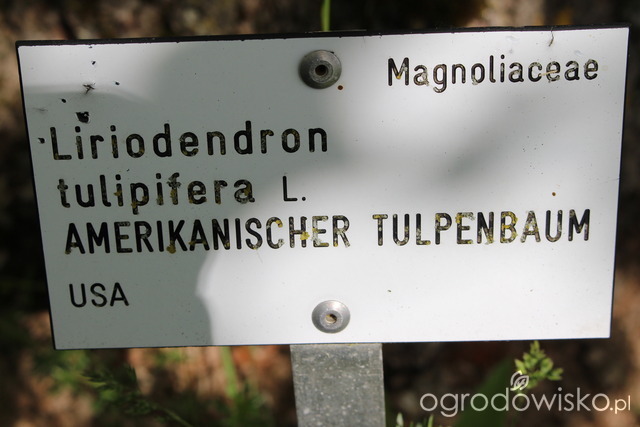 Magnoliaceae
Liriodendron
tulipifera L.
AMERIKANISCHER TULPENBAUM
USA
ogrodowisko.pl